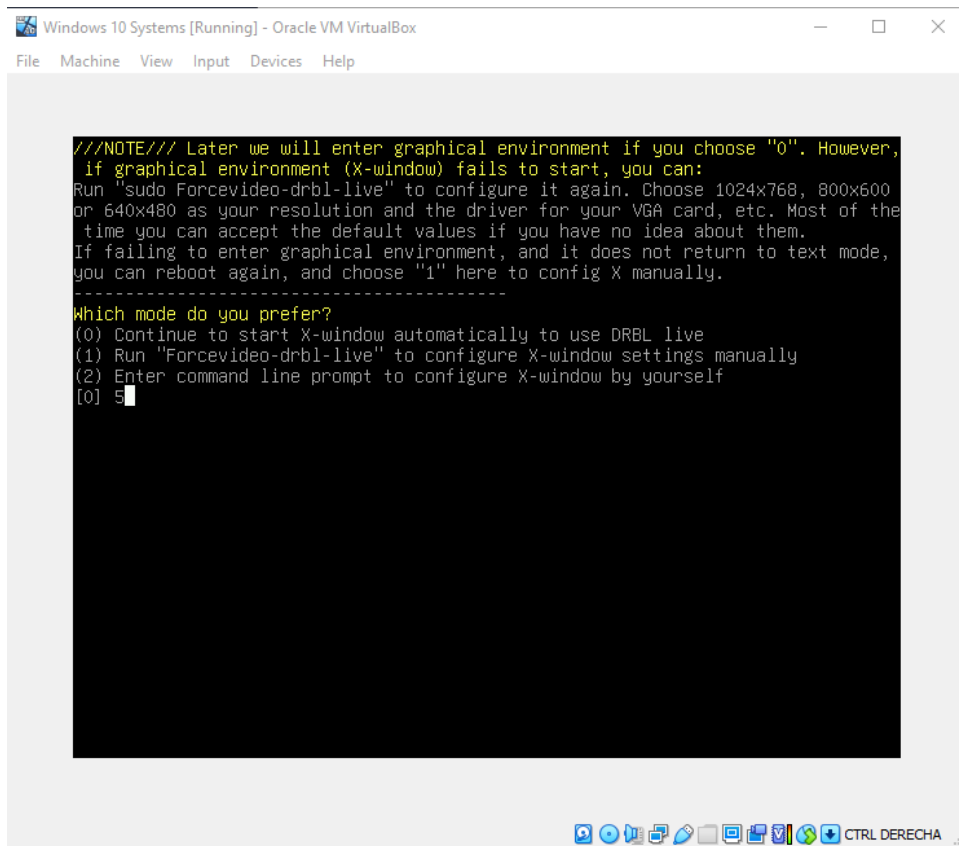 Windows 10 Systems [Running] - Oracle VM VirtualBox
File Machine View Input Devices Help
///NOTE/// Later we will enter graphical environment if you choose "0". However,
if graphical environment (X-window) fails to start, you can:
Run "sudo Forcevideo-drbl-live" to configure it again. Choose 1024x768, 800x600
or 640x480 as your resolution and the driver for your VGA card, etc. Most of the
time you can accept the default values if you have no idea about them.
If failing to enter graphical environment, and it does not return to text mode,
you can reboot again, and choose "1" here to config X manually.
------------------------------------------
Which mode do you prefer?
(0) Continue to start X-window automatically to use DRBL live
(1) Run "Forcevideo-drbl-live" to configure X-window settings manually
(2) Enter command line prompt to configure X-window by yourself
[0] 5
CTRL DERECHA